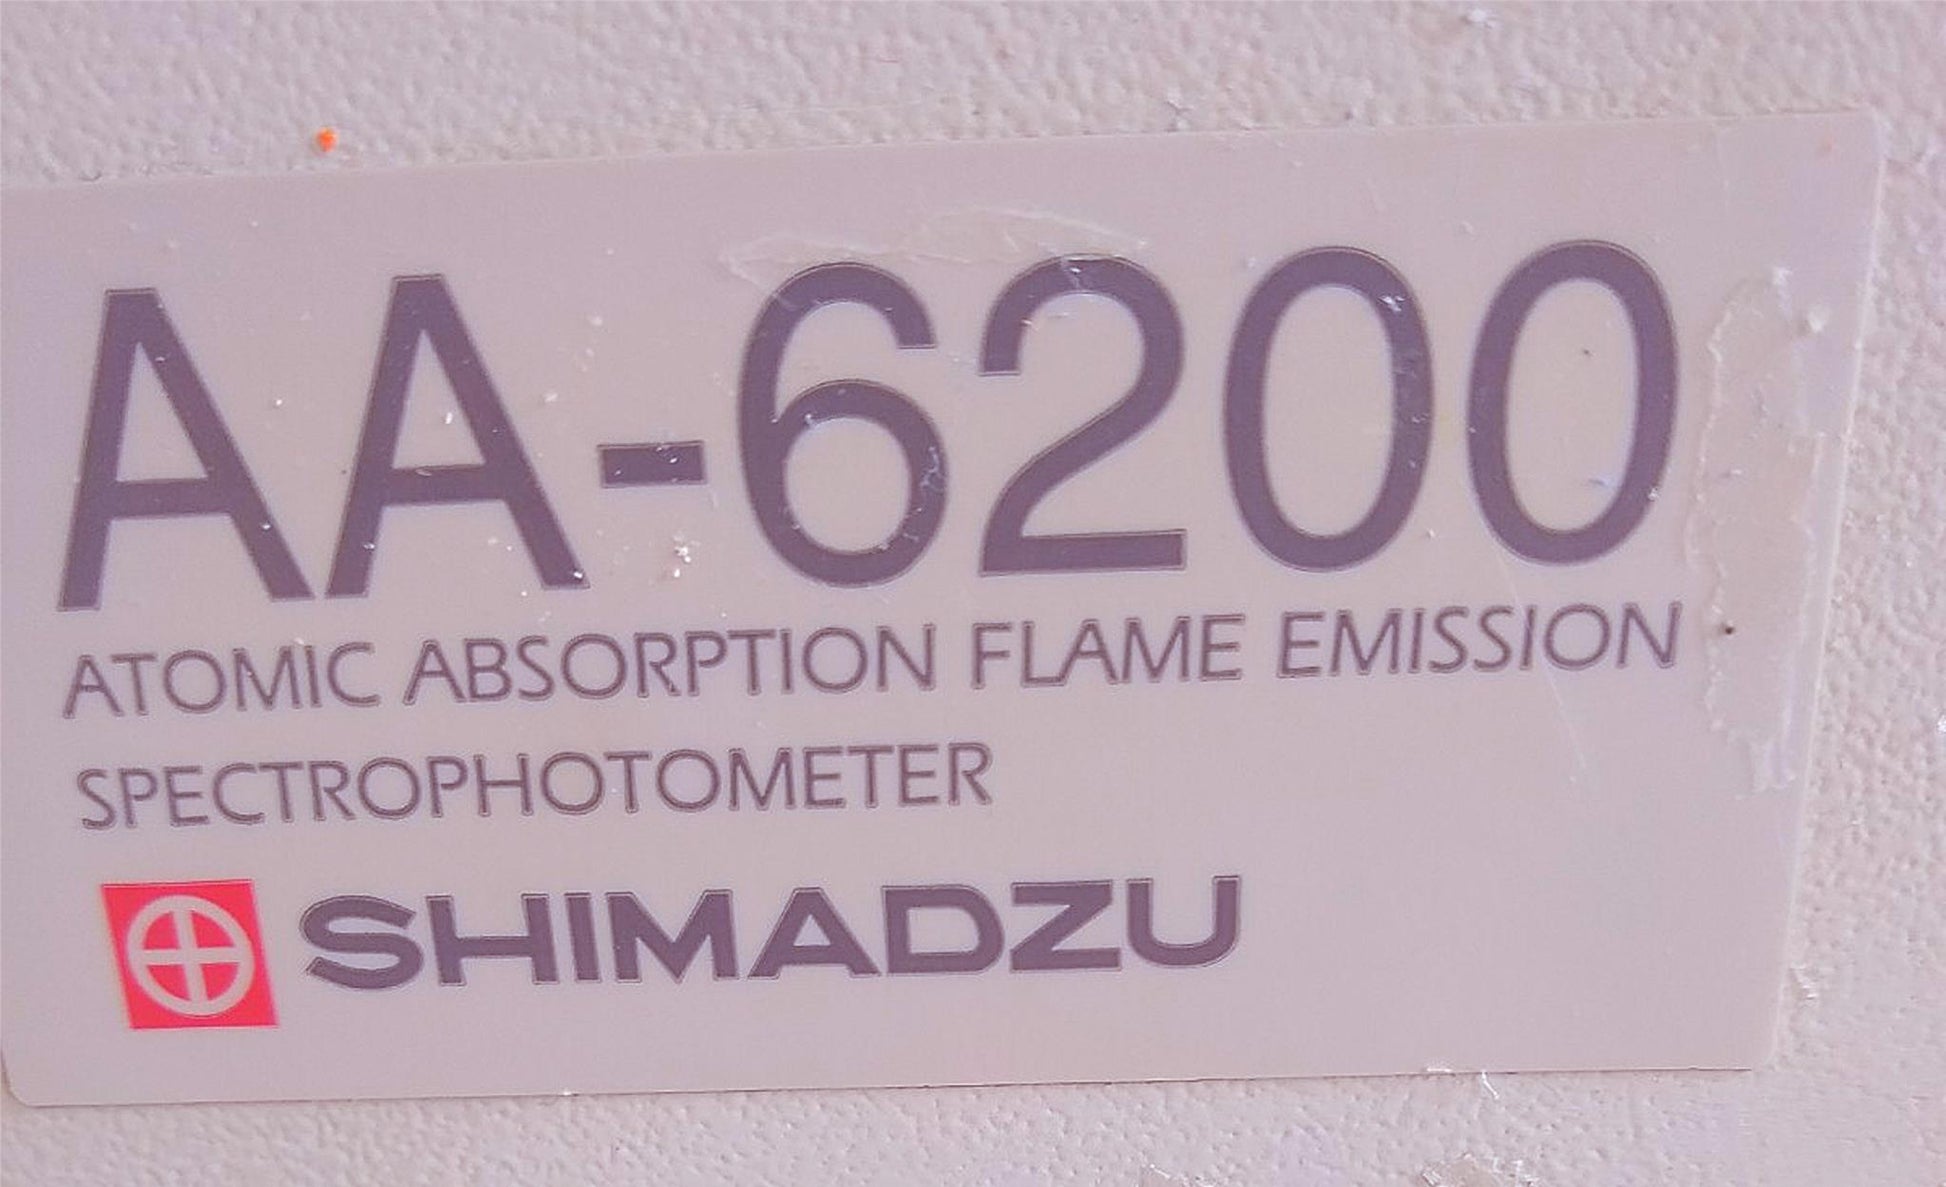 AA-6200
ATOMIC ABSORPTION FLAME EMISSION
SPECTROPHOTOMETER
SHIMADZU